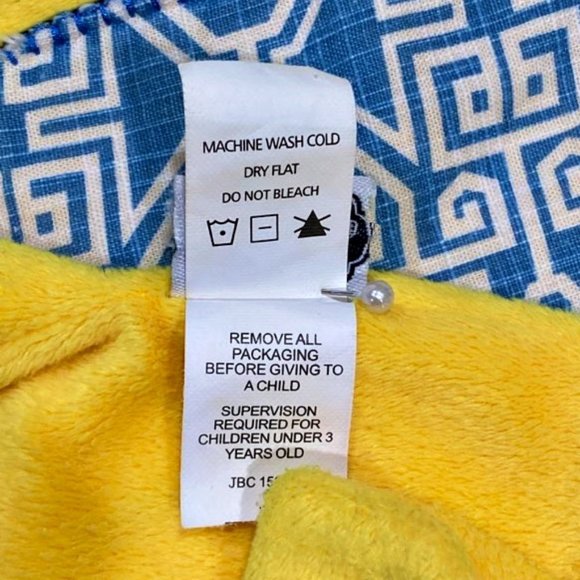 MACHINE WASH COLD
DRY FLAT
DO NOT BLEACH
REMOVE ALL
PACKAGING
BEFORE GIVING TO
A CHILD
SUPERVISION
REQUIRED FOR
CHILDREN UNDER 3
YEARS OLD
JBC